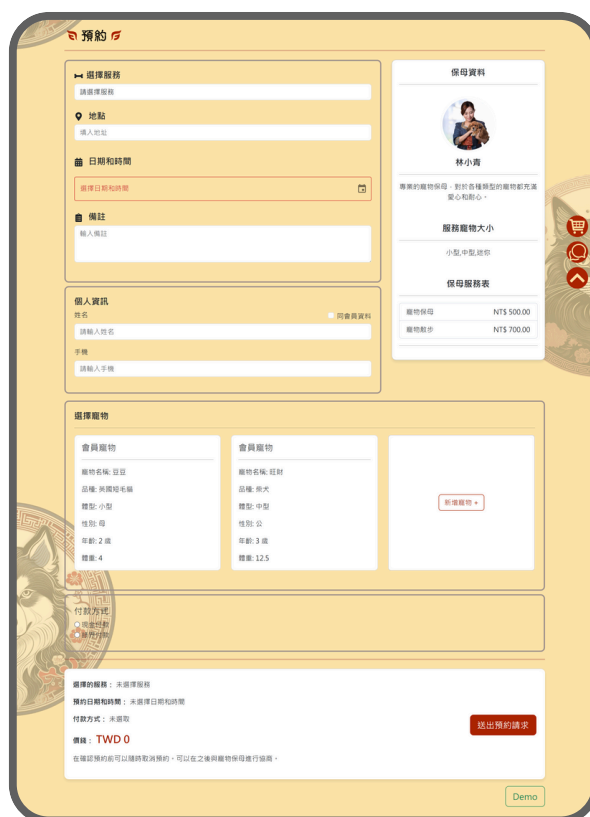 預約
選擇服務
請選擇服務
地點
填入地址
日期和時間
選擇日期和時間
備註
輸入備註
個人資訊
姓名
同會員資料
請輸入姓名
手機
請輸入手機
保母資料
林小青
專業的寵物保母,對於各種類型的寵物都充滿
愛心和耐心。
服務寵物大小
小型,中型,迷你
保母服務表
寵物保母 NT$ 500.00
寵物散步 NT$ 700.00
選擇寵物
會員寵物
寵物名稱: 豆豆
品種: 英國短毛貓
體型: 小型
性別: 母
年齡: 2 歲
體重: 4
會員寵物
寵物名稱: 旺財
品種: 柴犬
體型: 中型
性別: 公
年齡: 3 歲
體重: 12.5
新增寵物 +
付款方式
現金付款
綠界付款
選擇的服務: 未選擇服務
預約日期和時間: 未選擇日期和時間
付款方式: 未選取
價錢: TWD 0
送出預約請求
在確認預約前可以隨時取消預約,可以在之後與寵物保母進行協商。
Demo